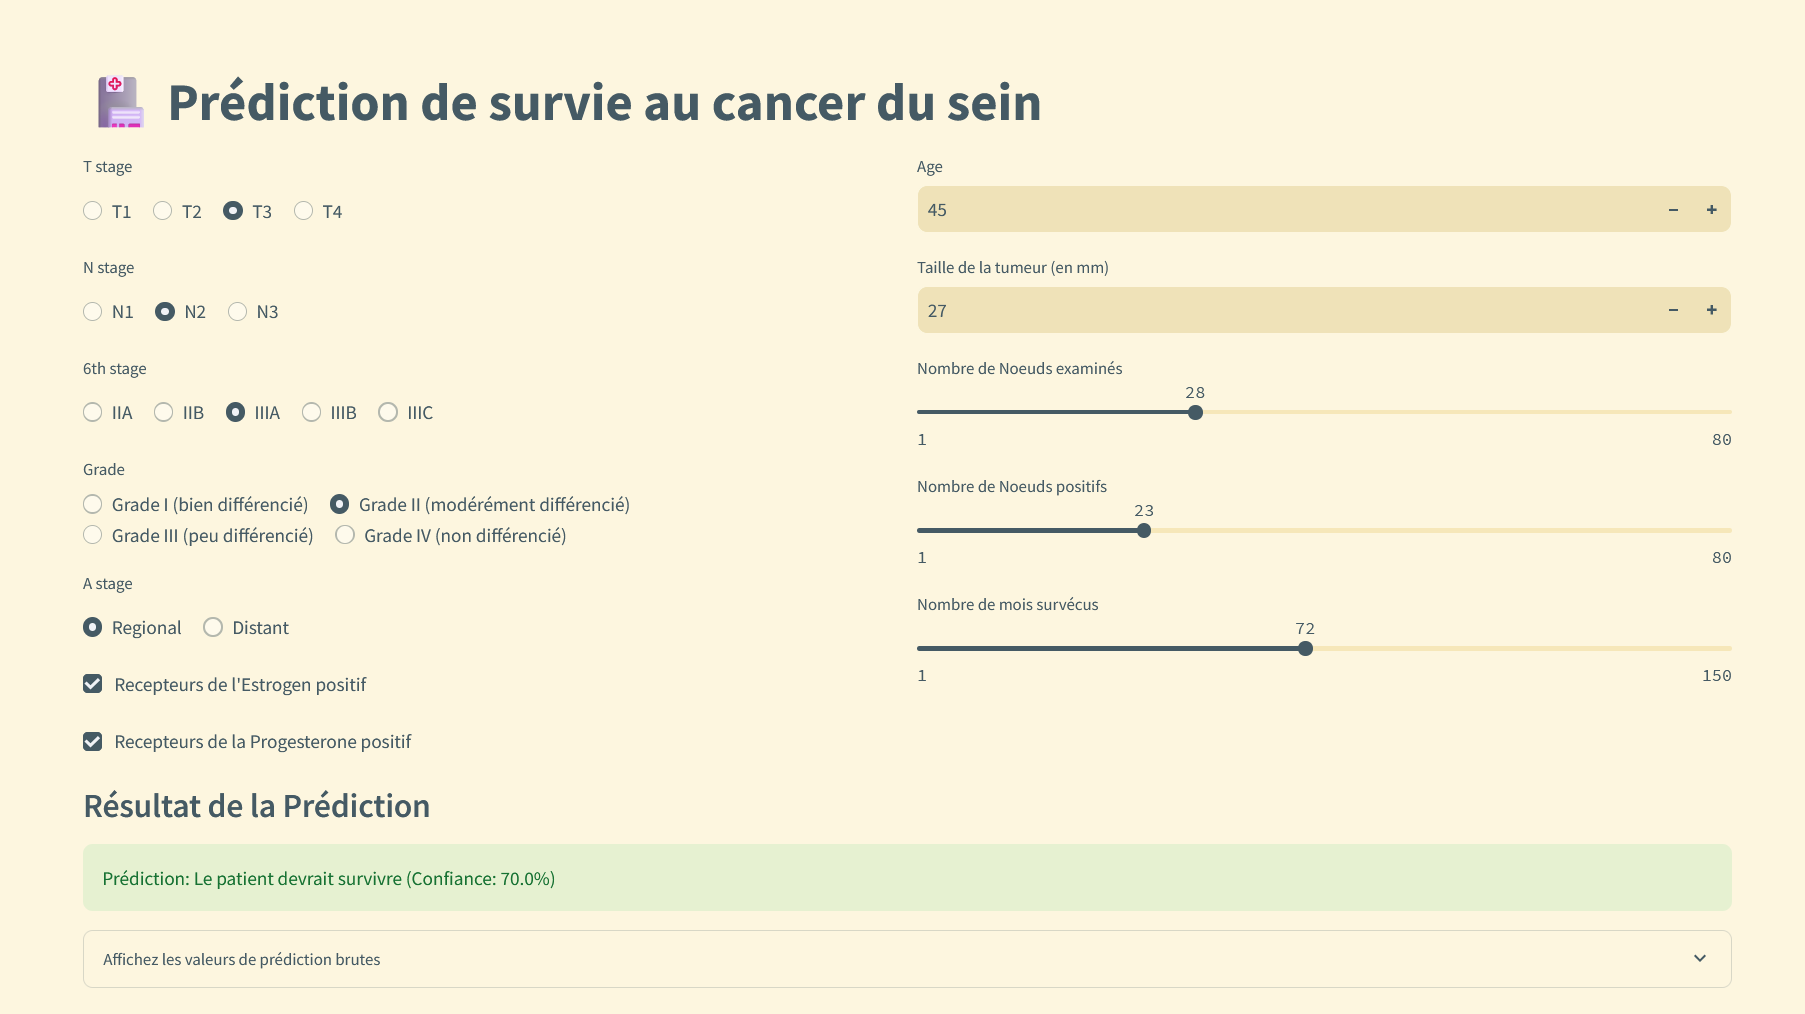 Prédiction de survie au cancer du sein
T stage
T1 T2 T3 T4
N stage
N1 N2 N3
6th stage
IIA IIB IIIA IIIB IIIC
Grade
Grade I (bien différencié) Grade II (modérément différencié)
Grade III (peu différencié) Grade IV (non différencié)
A stage
Regional Distant
Recepteurs de l'Estrogen positif
Recepteurs de la Progesterone positif
Age
45
Taille de la tumeur (en mm)
27
Nombre de Noeuds examinés
28
1 80
Nombre de Noeuds positifs
23
1 80
Nombre de mois survécus
72
1 150
Résultat de la Prédiction
Prédiction: Le patient devrait survivre (Confiance: 70.0%)
Affichez les valeurs de prédiction brutes